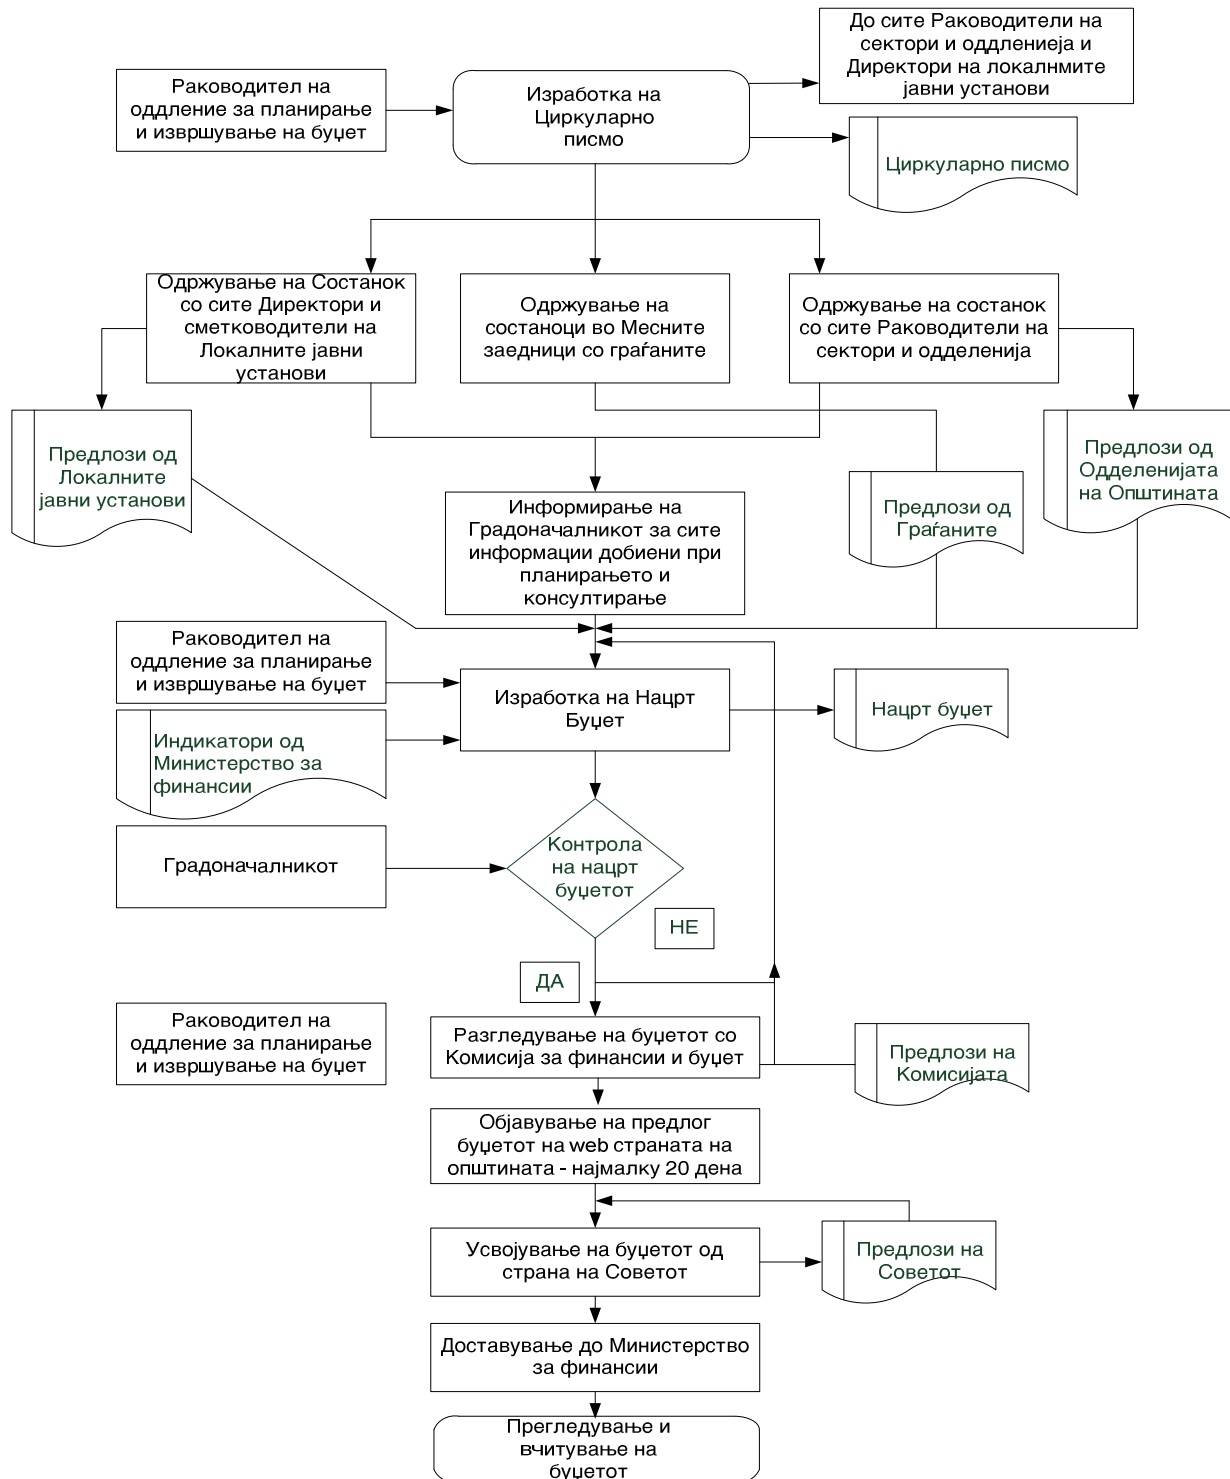 До сите Раководители на
сектори и оддлениеја и
Директори на локалнмите
јавни установи
Раководител на
оддление за планирање
и извршување на буџет
Изработка на
Циркуларно
писмо
Циркуларно писмо
Одржување на Состанок
со сите Директори и
сметководители на
Локалните јавни
установи
Одржување на
состаноци во Месните
заедници со граѓаните
Одржување на состанок
со сите Раководители на
сектори и одделенија
Предлози од
Локалните
јавни установи
Предлози од
Одделенијата
на Општината
Предлози од
Граѓаните
Информирање на
Градоначалникот за сите
информации добиени при
планирањето и
консултирање
Раководител на
оддление за планирање
и извршување на буџет
Изработка на Нацрт
Буџет
Нацрт буџет
Индикатори од
Министерство за
финансии
Градоначалникот
Контрола
на нацрт
буџетот
НЕ
ДА
Раководител на
оддление за планирање
и извршување на буџет
Разгледување на буџетот со
Комисија за финансии и буџет
Предлози на
Комисијата
Објавување на предлог
буџетот на web страната на
општината - најмалку 20 дена
Усвојување на буџетот од
страна на Советот
Предлози на
Советот
Доставување до Министерство
за финансии
Прегледување и
вчитување на
буџетот